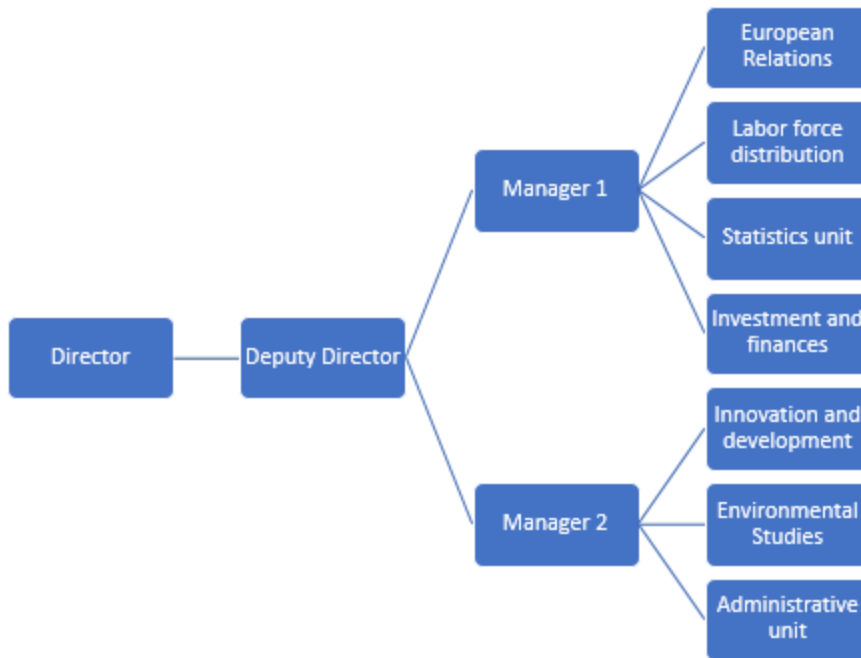 European
Relations
Labor force
distribution
Manager 1
Statistics unit
Investment and
finances
Director
Deputy Director
Innovation and
development
Manager 2
Environmental
Studies
Administrative
unit